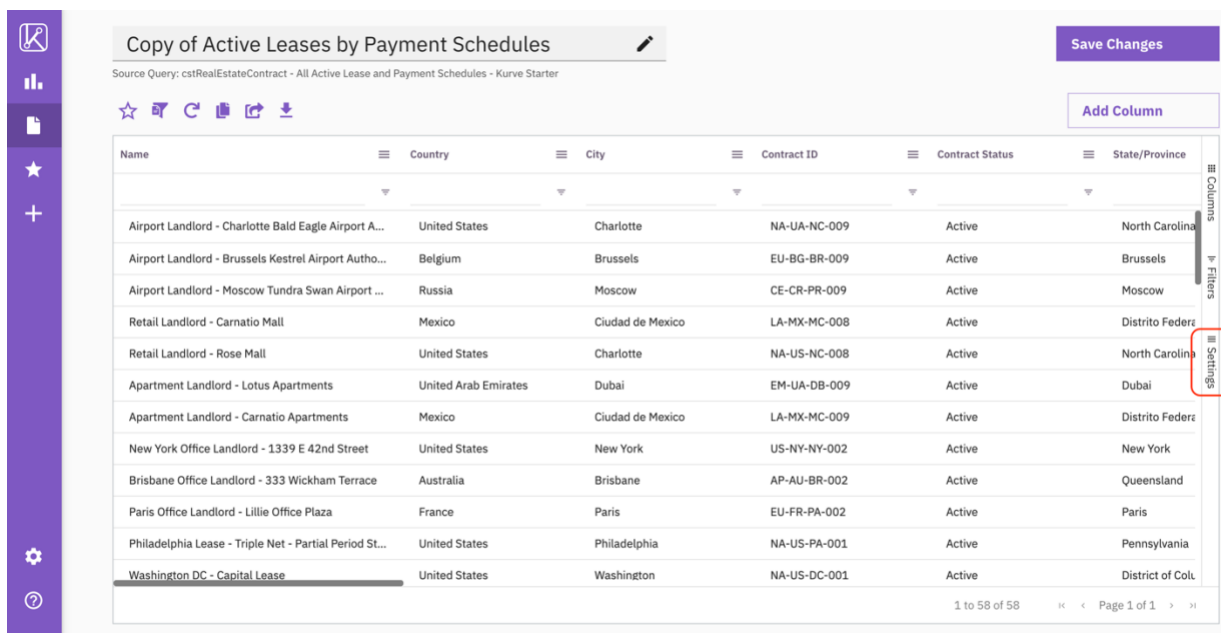 Copy of Active Leases by Payment Schedules
Save Changes
Source Query: cstRealEstateContract - All Active Lease and Payment Schedules - Kurve Starter
Add Column
Name Country City Contract ID Contract Status State/Province
Columns
Filters
Settings
Airport Landlord - Charlotte Bald Eagle Airport A... United States Charlotte NA-UA-NC-009 Active North Carolina
Airport Landlord - Brussels Kestrel Airport Autho... Belgium Brussels EU-BG-BR-009 Active Brussels
Airport Landlord - Moscow Tundra Swan Airport ... Russia Moscow CE-CR-PR-009 Active Moscow
Retail Landlord - Carnatio Mall Mexico Ciudad de Mexico LA-MX-MC-008 Active Distrito Federa
Retail Landlord - Rose Mall United States Charlotte NA-US-NC-008 Active North Carolina
Apartment Landlord - Lotus Apartments United Arab Emirates Dubai EM-UA-DB-009 Active Dubai
Apartment Landlord - Carnatio Apartments Mexico Ciudad de Mexico LA-MX-MC-009 Active Distrito Federa
New York Office Landlord - 1339 E 42nd Street United States New York US-NY-NY-002 Active New York
Brisbane Office Landlord - 333 Wickham Terrace Australia Brisbane AP-AU-BR-002 Active Queensland
Paris Office Landlord - Lillie Office Plaza France Paris EU-FR-PA-002 Active Paris
Philadelphia Lease - Triple Net - Partial Period St... United States Philadelphia NA-US-PA-001 Active Pennsylvania
Washington DC - Capital Lease United States Washington NA-US-DC-001 Active District of Colu
1 to 58 of 58 Page 1 of 1